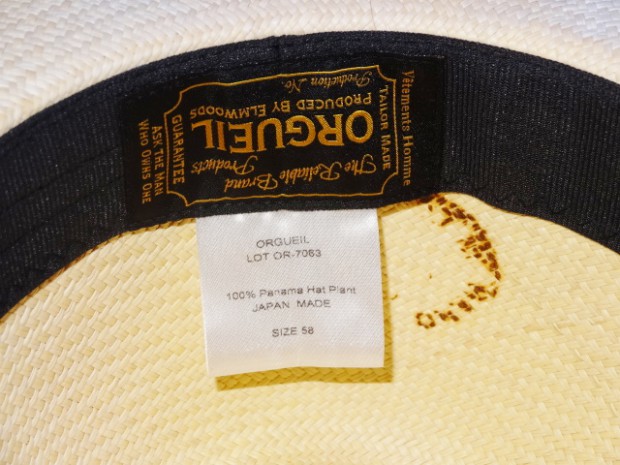 Vêtements Homme
TAILOR MADE
ORGUEIL
PRODUCED BY ELMWOODS
Production No.
The Reliable Brand
Products
GUARANTEE
ASK THE MAN
WHO OWNS ONE
ORGUEIL
LOT OR-7063
100% Panama Hat Plant
JAPAN MADE
SIZE 58